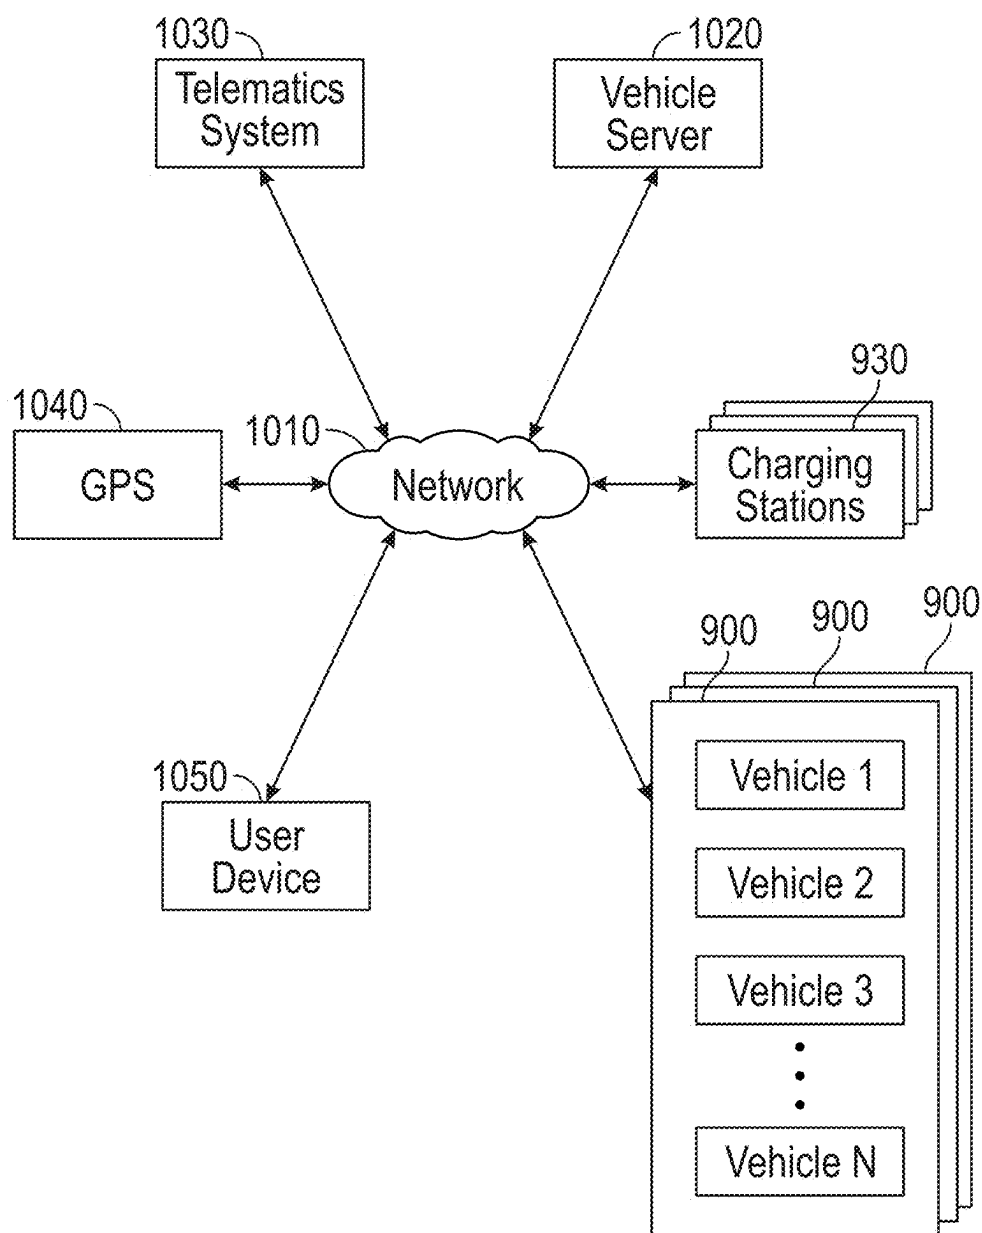 1030
Telematics
System
1020
Vehicle
Server
1040
GPS
1010
Network
930
Charging
Stations
1050
User
Device
900
900
900
Vehicle 1
Vehicle 2
Vehicle 3
Vehicle N